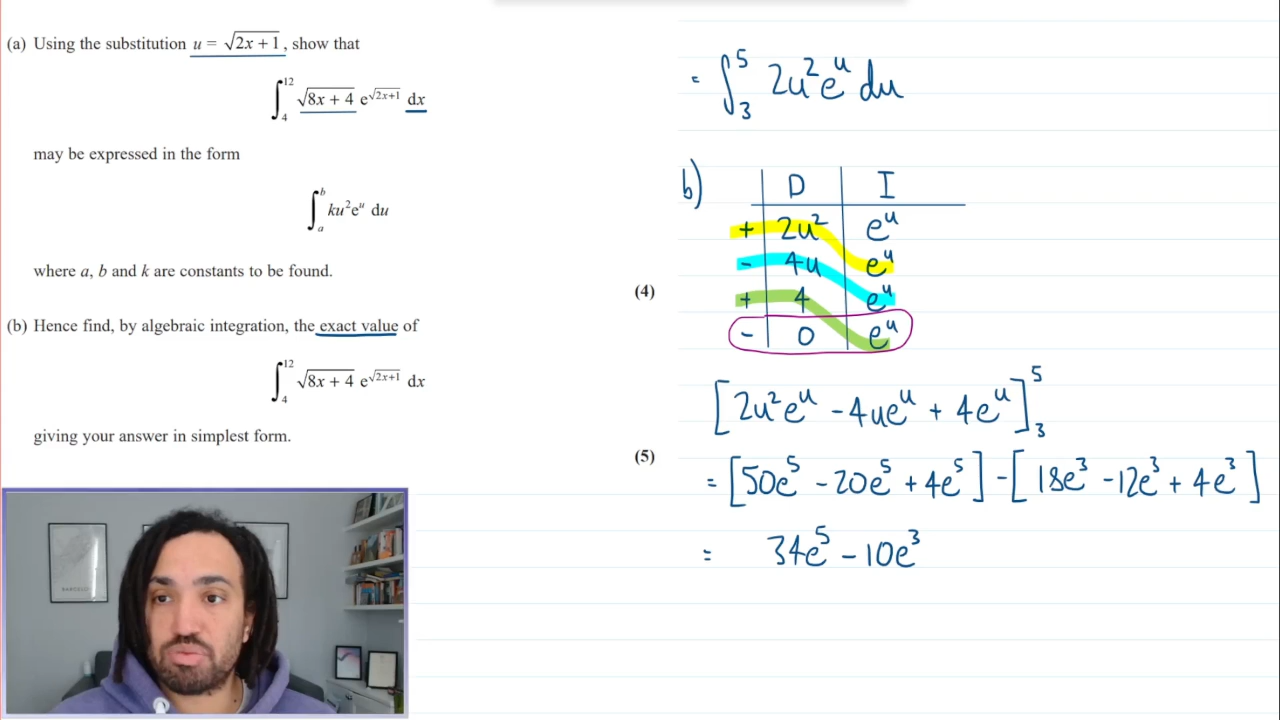 (a) Using the substitution u = √(2x + 1), show that
∫₄¹² √(8x + 4) e^√(2x+1) dx
may be expressed in the form
∫ₐᵇ ku²eᵘ du
where a, b and k are constants to be found.
(4)
(b) Hence find, by algebraic integration, the exact value of
∫₄¹² √(8x + 4) e^√(2x+1) dx
giving your answer in simplest form.
(5)
= ∫₃⁵ 2u²eᵘ du
b)
D I
+ 2u² eᵘ
- 4u eᵘ
+ 4 eᵘ
- 0 eᵘ
[2u²eᵘ - 4ueᵘ + 4eᵘ]₃⁵
= [50e⁵ - 20e⁵ + 4e⁵] - [18e³ - 12e³ + 4e³]
= 34e⁵ - 10e³